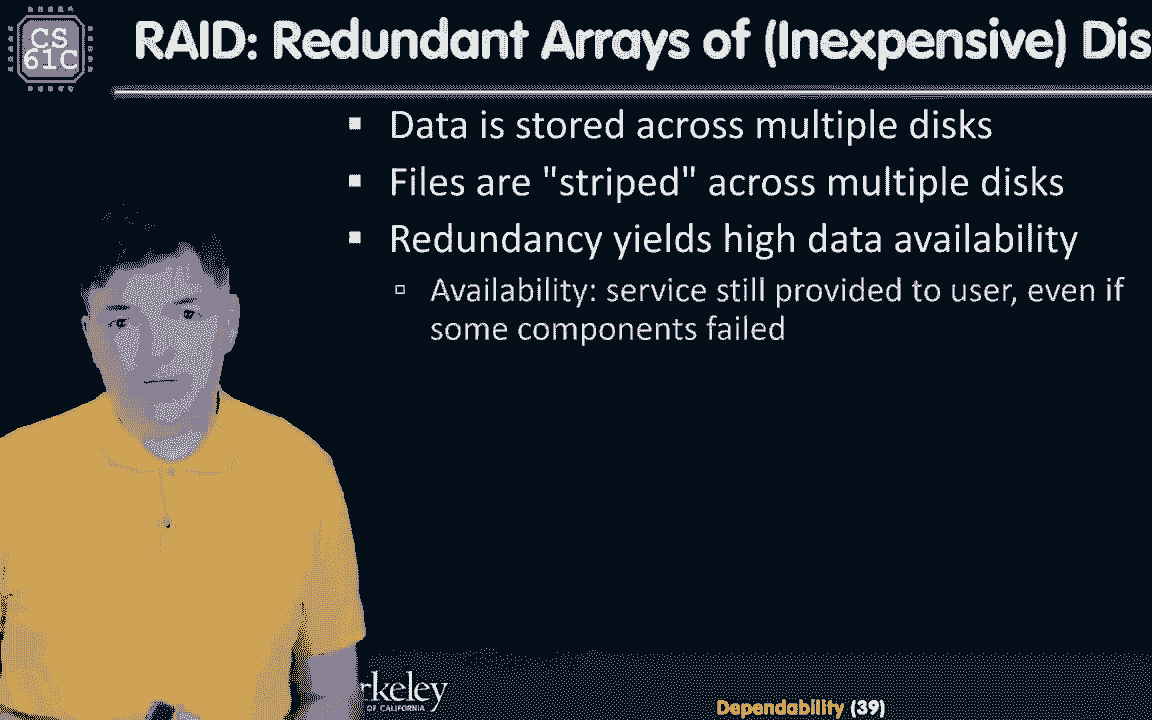 CS
61C
RAID: Redundant Arrays of (Inexpensive) Dis
Data is stored across multiple disks
Files are "striped" across multiple disks
Redundancy yields high data availability
Availability: service still provided to user, even if
some components failed
rkeley
OF CALIFORNIA
Dependability (39)